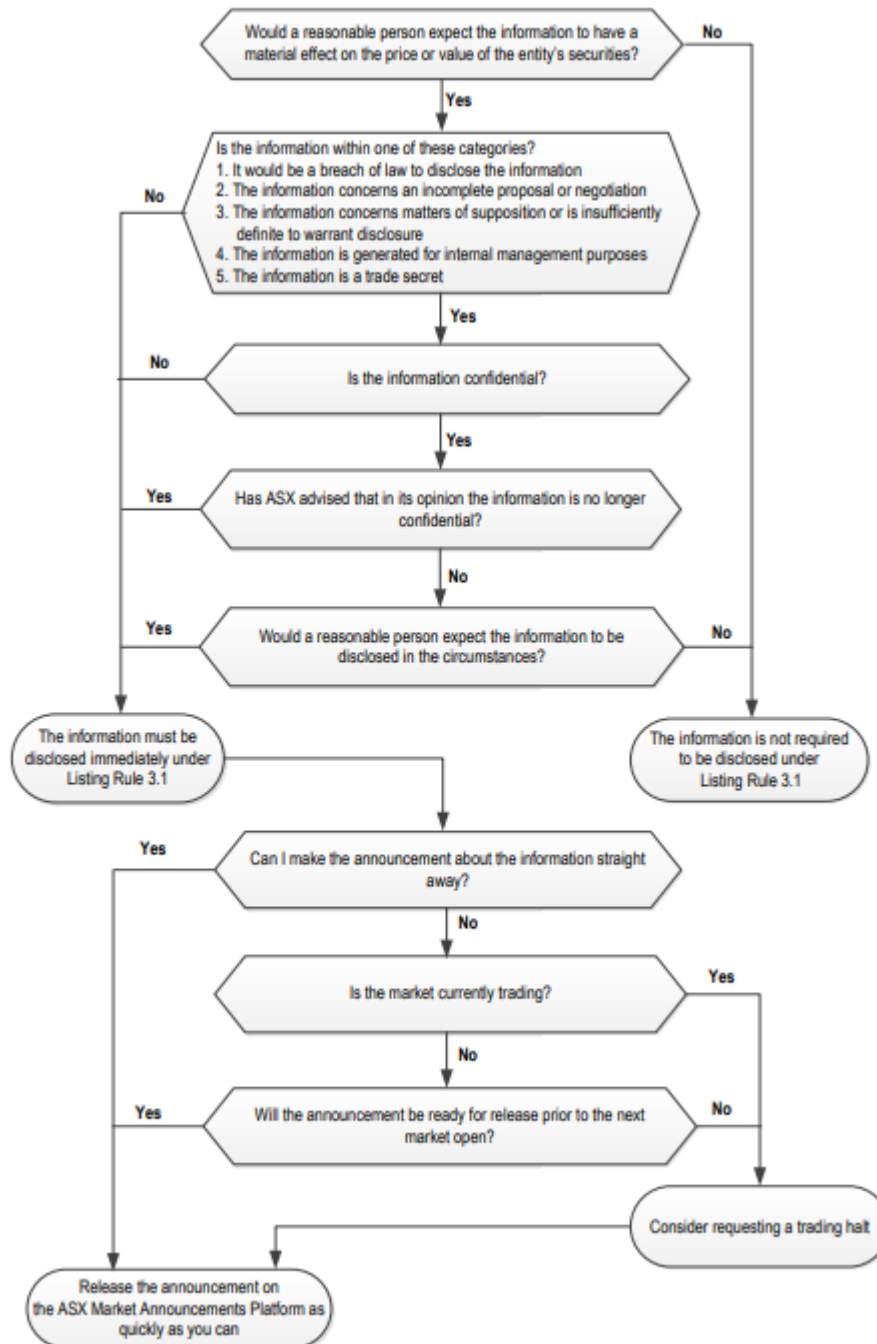 Would a reasonable person expect the information to have a
material effect on the price or value of the entity's securities?
No
Yes
Is the information within one of these categories?
1. It would be a breach of law to disclose the information
2. The information concerns an incomplete proposal or negotiation
3. The information concerns matters of supposition or is insufficiently
definite to warrant disclosure
4. The information is generated for internal management purposes
5. The information is a trade secret
No
Yes
No
Is the information confidential?
Yes
Yes
Has ASX advised that in its opinion the information is no longer
confidential?
No
Yes
Would a reasonable person expect the information to be
disclosed in the circumstances?
No
The information must be
disclosed immediately under
Listing Rule 3.1
The information is not required
to be disclosed under
Listing Rule 3.1
Yes
Can I make the announcement about the information straight
away?
No
Is the market currently trading?
Yes
No
Yes
Will the announcement be ready for release prior to the next
market open?
No
Consider requesting a trading halt
Release the announcement on
the ASX Market Announcements Platform as
quickly as you can